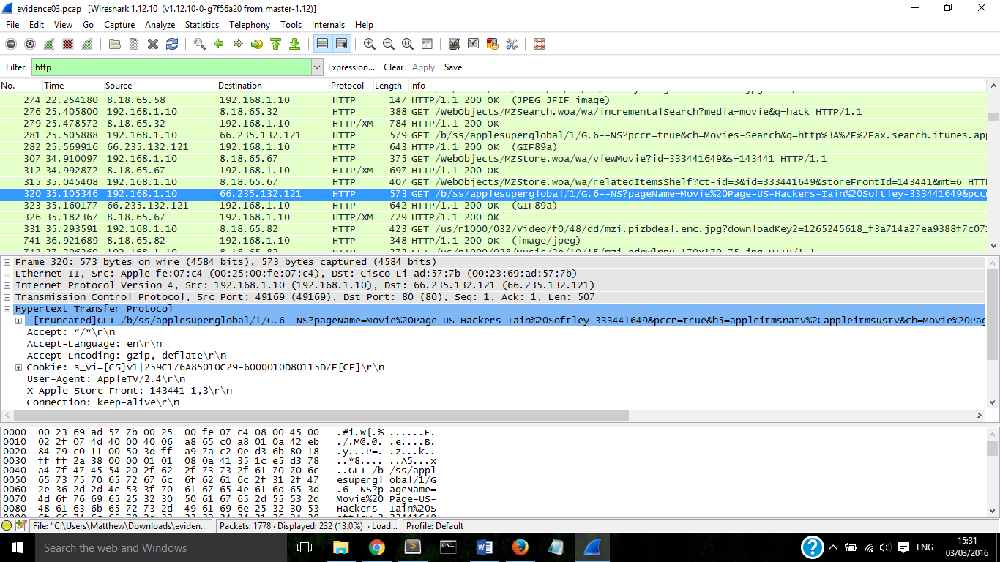 evidence03.pcap [Wireshark 1.12.10 (v1.12.10-0-g7f56a20 from master-1.12)]
File Edit View Go Capture Analyze Statistics Telephony Tools Internals Help
Filter: http Expression... Clear Apply Save
No. Time Source Destination Protocol Length Info
274 22.254180 8.18.65.58 192.168.1.10 HTTP 147 HTTP/1.1 200 OK (JPEG JFIF image)
276 25.405800 192.168.1.10 8.18.65.32 HTTP 388 GET /WebObjects/MZSearch.woa/wa/incrementalSearch?media=movie&q=hack HTTP/1.1
279 25.478572 8.18.65.32 192.168.1.10 HTTP/XM 784 HTTP/1.1 200 OK
281 25.505888 192.168.1.10 66.235.132.121 HTTP 579 GET /b/ss/applesuperglobal/1/G.6--NS?pccr=true&ch=Movies-Search&g=http%3A%2F%2Fax.search.itunes.app
282 25.569916 66.235.132.121 192.168.1.10 HTTP 643 HTTP/1.1 200 OK (GIF89a)
307 34.910097 192.168.1.10 8.18.65.67 HTTP 375 GET /WebObjects/MZStore.woa/wa/viewMovie?id=333441649&s=143441 HTTP/1.1
312 34.992872 8.18.65.67 192.168.1.10 HTTP/XM 697 HTTP/1.1 200 OK
315 35.045408 192.168.1.10 8.18.65.67 HTTP 407 GET /WebObjects/MZStore.woa/wa/relatedItemsShelf?ct-id=3&id=333441649&storeFrontId=143441&mt=6 HTT
320 35.105346 192.168.1.10 66.235.132.121 HTTP 573 GET /b/ss/applesuperglobal/1/G.6--NS?pageName=Movie%20Page-US-Hackers-Iain%20Softley-333441649&pccr
323 35.160177 66.235.132.121 192.168.1.10 HTTP 642 HTTP/1.1 200 OK (GIF89a)
326 35.182367 8.18.65.67 192.168.1.10 HTTP/XM 729 HTTP/1.1 200 OK
331 35.293591 192.168.1.10 8.18.65.82 HTTP 423 GET /us/r1000/032/Video/f0/48/dd/mzi.pizbdeal.enc.jpg?downloadKey2=1265245618_f3a714a27ea9388f7c071
741 36.921689 8.18.65.82 192.168.1.10 HTTP 348 HTTP/1.1 200 OK (image/jpeg)
Frame 320: 573 bytes on wire (4584 bits), 573 bytes captured (4584 bits)
Ethernet II, Src: Apple_fe:07:c4 (00:25:00:fe:07:c4), Dst: Cisco-Li_ad:57:7b (00:23:69:ad:57:7b)
Internet Protocol Version 4, Src: 192.168.1.10 (192.168.1.10), Dst: 66.235.132.121 (66.235.132.121)
Transmission Control Protocol, Src Port: 49169 (49169), Dst Port: 80 (80), Seq: 1, Ack: 1, Len: 507
Hypertext Transfer Protocol
[truncated]GET /b/ss/applesuperglobal/1/G.6--NS?pageName=Movie%20Page-US-Hackers-Iain%20Softley-333441649&pccr=true&h5=appleitmsnatv%2Cappleitmsustv&ch=Movie%20Pag
Accept: */*\r\n
Accept-Language: en\r\n
Accept-Encoding: gzip, deflate\r\n
Cookie: s_vi=[CS]v1|259C176A85010C29-6000010D80115D7F[CE]\r\n
User-Agent: AppleTV/2.4\r\n
X-Apple-Store-Front: 143441-1,3\r\n
Connection: keep-alive\r\n
0000 00 23 69 ad 57 7b 00 25 00 fe 07 c4 08 00 45 00 .#i.W{.% ......E.
0010 02 2f 07 4d 40 00 40 06 a8 65 c0 a8 01 0a 42 eb ./.M@.@. .e....B.
0020 84 79 c0 11 00 50 3d ff a9 7a c2 0e d3 6b 80 18 .y...P=. .z...k..
0030 ff ff 2a 38 00 00 01 01 08 0a 41 35 1c e5 d3 78 ..*8.... ..A5...x
0040 a4 7f 47 45 54 20 2f 62 2f 73 73 2f 61 70 70 6c ..GET /b /ss/appl
0050 65 73 75 70 65 72 67 6c 6f 62 61 6c 2f 31 2f 47 esupergl obal/1/G
0060 2e 36 2d 2d 4e 53 3f 70 61 67 65 4e 61 6d 65 3d .6--NS?p ageName=
0070 4d 6f 76 69 65 25 32 30 50 61 67 65 2d 55 53 2d Movie%20 Page-US-
0080 48 61 63 6b 65 72 73 2d 49 61 69 6e 25 32 30 53 Hackers- Iain%20S
File: "C:\Users\Matthew\Downloads\eviden... Packets: 1778 · Displayed: 232 (13.0%) · Load... Profile: Default
Search the web and Windows
ENG
15:31
03/03/2016